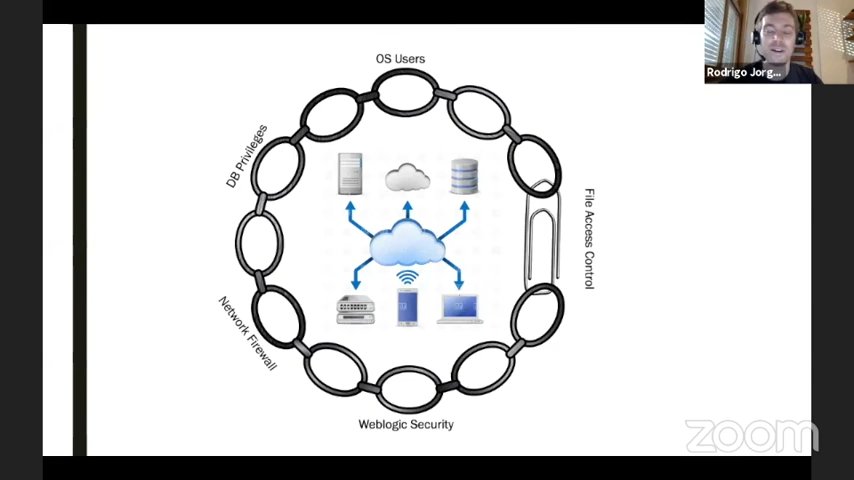 OS Users
Rodrigo Jorg...
DB Privileges
File Access Control
Network Firewall
Weblogic Security
zoom